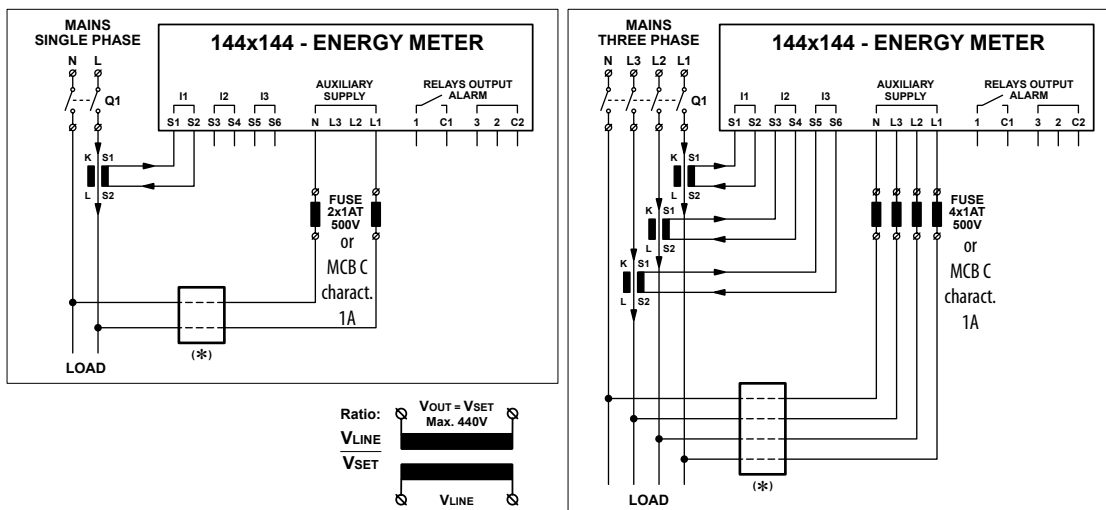 MAINS
SINGLE PHASE
N L
Q1
144x144 - ENERGY METER
AUXILIARY
SUPPLY
RELAYS OUTPUT
ALARM
I1 I2 I3
S1 S2 S3 S4 S5 S6 N L3 L2 L1 1 C1 3 2 C2
K S1
L S2
FUSE
2x1AT
500V
or
MCB C
charact.
1A
(*)
LOAD
MAINS
THREE PHASE
N L3 L2 L1
Q1
144x144 - ENERGY METER
AUXILIARY
SUPPLY
RELAYS OUTPUT
ALARM
I1 I2 I3
S1 S2 S3 S4 S5 S6 N L3 L2 L1 1 C1 3 2 C2
K S1
L S2
K S1
L S2
K S1
L S2
FUSE
4x1AT
500V
or
MCB C
charact.
1A
(*)
LOAD
Ratio:
VLINE
VSET
VOUT = VSET
Max. 440V
VLINE